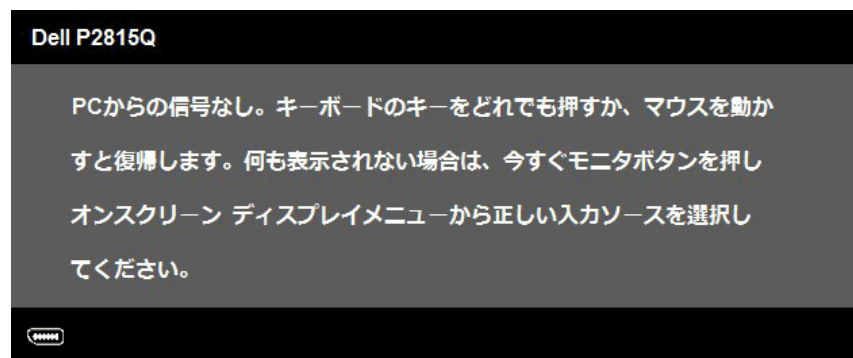 Dell P2815Q
PCからの信号なし。キーボードのキーをどれでも押すか、マウスを動か
すと復帰します。何も表示されない場合は、今すぐモニタボタンを押し
オンスクリーン ディスプレイメニューから正しい入力ソースを選択し
てください。